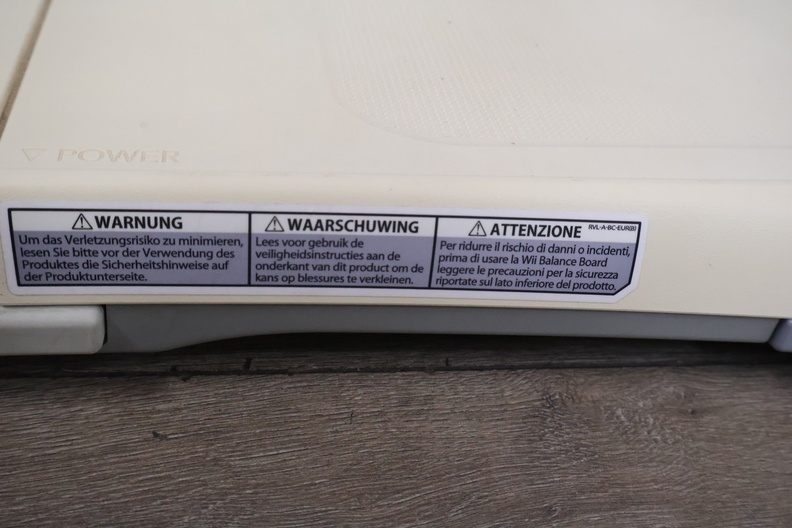 ▽ POWER
⚠ WARNUNG
Um das Verletzungsrisiko zu minimieren,
lesen Sie bitte vor der Verwendung des
Produktes die Sicherheitshinweise auf
der Produktunterseite.
⚠ WAARSCHUWING
Lees voor gebruik de
veiligheidsinstructies aan de
onderkant van dit product om de
kans op blessures te verkleinen.
⚠ ATTENZIONE
RVL-A-BC-EUR(B)
Per ridurre il rischio di danni o incidenti,
prima di usare la Wii Balance Board
leggere le precauzioni per la sicurezza
riportate sul lato inferiore del prodotto.